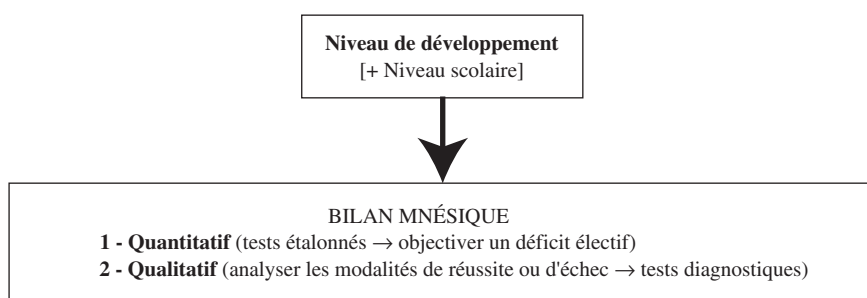 Niveau de développement
[+ Niveau scolaire]
BILAN MNÉSIQUE
1 - Quantitatif (tests étalonnés → objectiver un déficit électif)
2 - Qualitatif (analyser les modalités de réussite ou d'échec → tests diagnostiques)